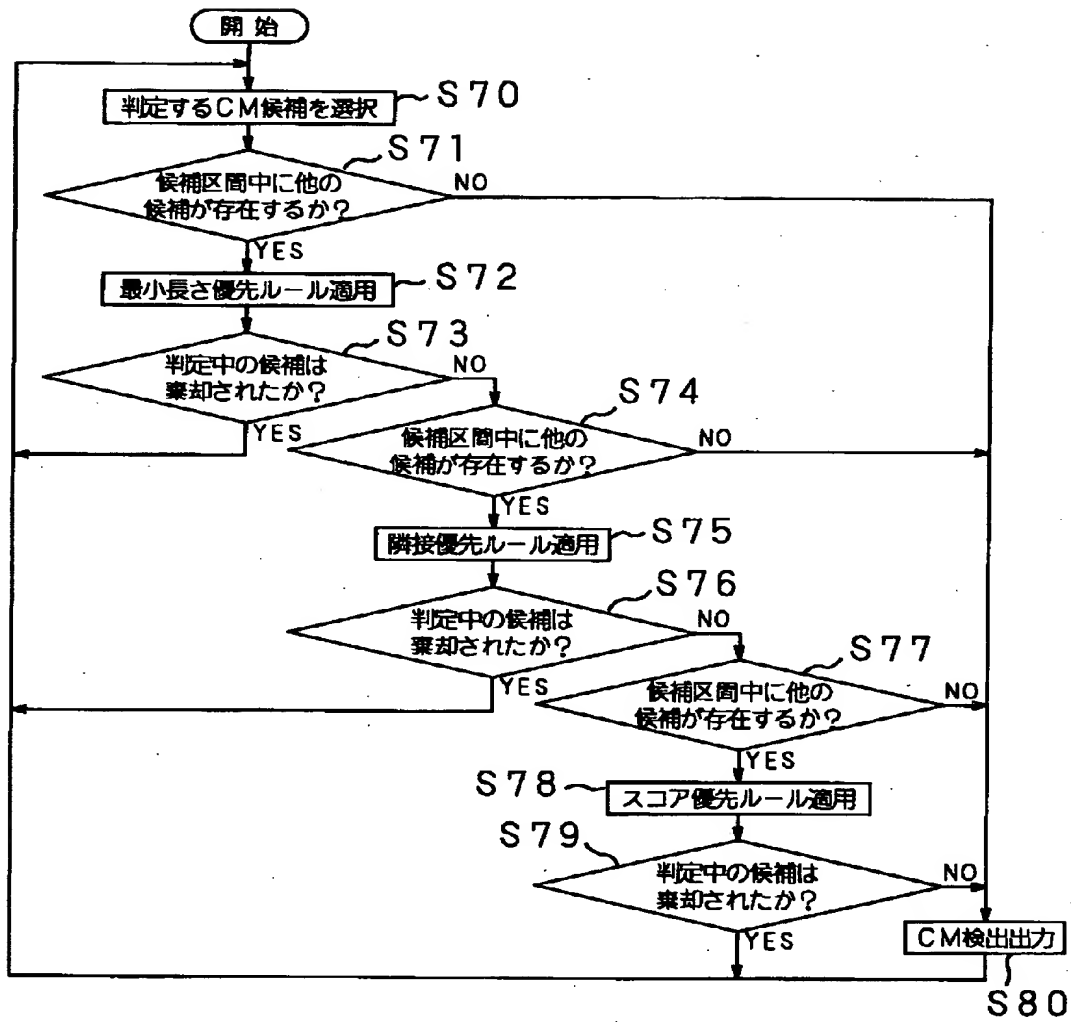 開始
判定するCM候補を選択
S70
候補区間中に他の
候補が存在するか?
S71
NO
YES
最小長さ優先ルール適用
S72
判定中の候補は
棄却されたか?
S73
NO
YES
候補区間中に他の
候補が存在するか?
S74
NO
YES
隣接優先ルール適用
S75
判定中の候補は
棄却されたか?
S76
NO
YES
候補区間中に他の
候補が存在するか?
S77
NO
YES
S78
スコア優先ルール適用
S79
判定中の候補は
棄却されたか?
NO
YES
CM検出出力
S80